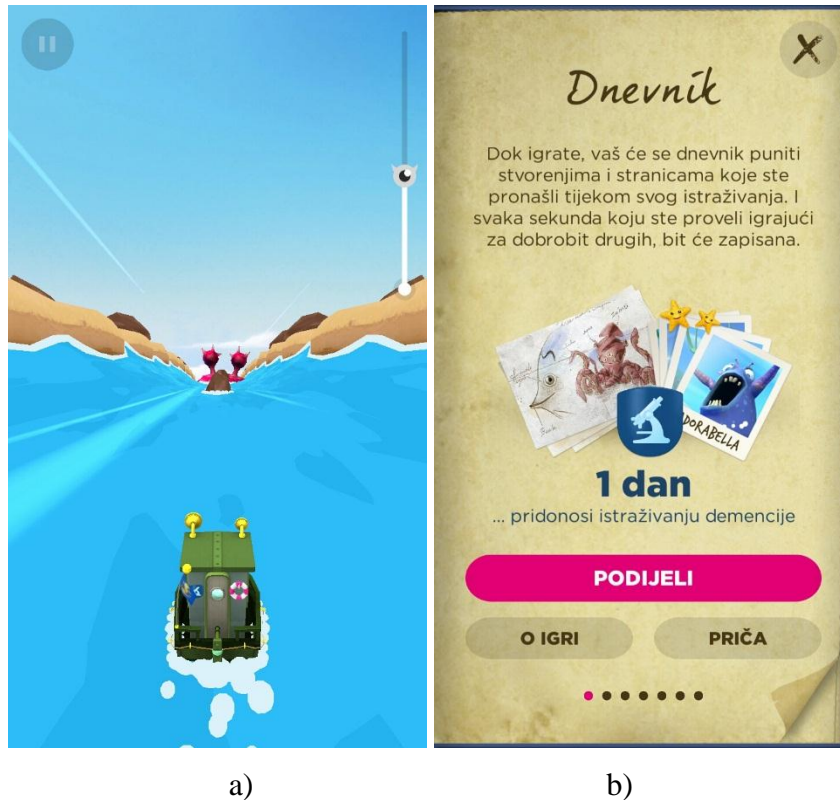 Dnevnik
Dok igrate, vaš će se dnevnik puniti
stvorenjima i stranicama koje ste
pronašli tijekom svog istraživanja. I
svaka sekunda koju ste proveli igrajući
za dobrobit drugih, bit će zapisana.
ADORABELLA
1 dan
... pridonosi istraživanju demencije
PODIJELI
O IGRI
PRIČA
a)
b)